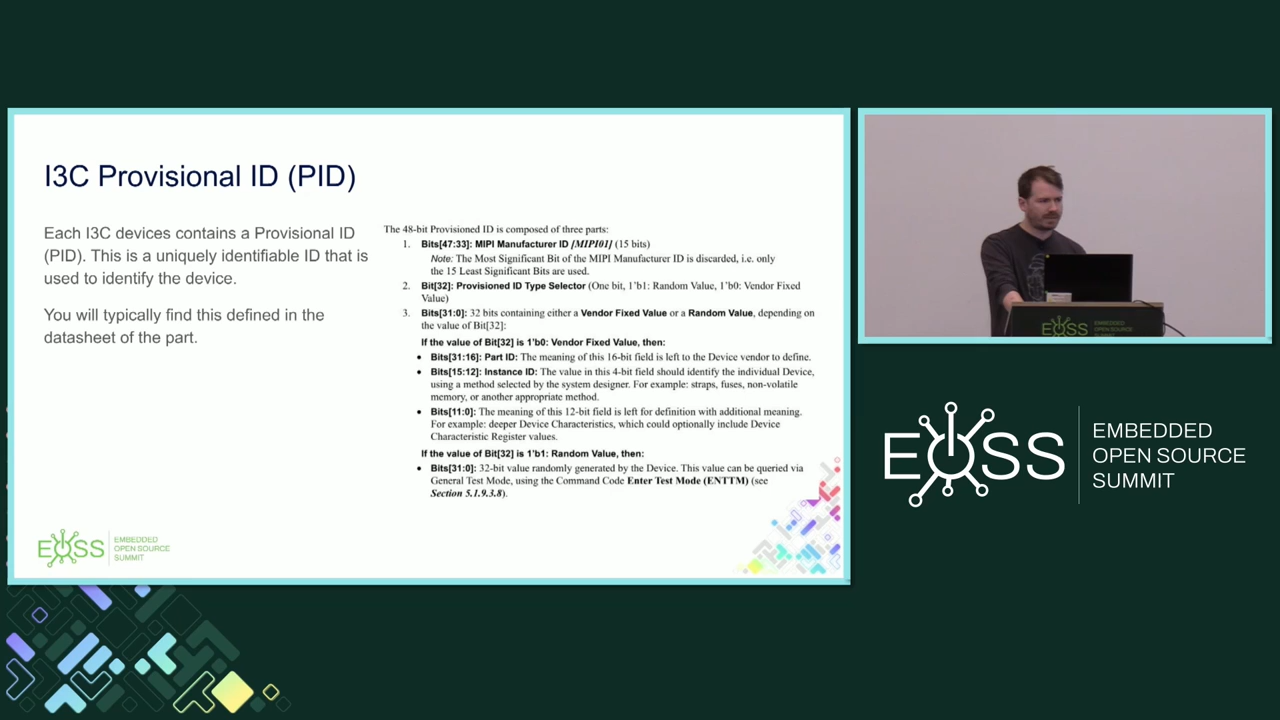 I3C Provisional ID (PID)
Each I3C devices contains a Provisional ID
(PID). This is a uniquely identifiable ID that is
used to identify the device.
You will typically find this defined in the
datasheet of the part.
The 48-bit Provisioned ID is composed of three parts:
1. Bits[47:33]: MIPI Manufacturer ID [MIPI01] (15 bits)
Note: The Most Significant Bit of the MIPI Manufacturer ID is discarded, i.e. only
the 15 Least Significant Bits are used.
2. Bit[32]: Provisioned ID Type Selector (One bit, 1'b1: Random Value, 1'b0: Vendor Fixed
Value)
3. Bits[31:0]: 32 bits containing either a Vendor Fixed Value or a Random Value, depending on
the value of Bit[32]:
If the value of Bit[32] is 1'b0: Vendor Fixed Value, then:
• Bits[31:16]: Part ID: The meaning of this 16-bit field is left to the Device vendor to define.
• Bits[15:12]: Instance ID: The value in this 4-bit field should identify the individual Device,
using a method selected by the system designer. For example: straps, fuses, non-volatile
memory, or another appropriate method.
• Bits[11:0]: The meaning of this 12-bit field is left for definition with additional meaning.
For example: deeper Device Characteristics, which could optionally include Device
Characteristic Register values.
If the value of Bit[32] is 1'b1: Random Value, then:
• Bits[31:0]: 32-bit value randomly generated by the Device. This value can be queried via
General Test Mode, using the Command Code Enter Test Mode (ENTTM) (see
Section 5.1.9.3.8).
EOSS
EMBEDDED
OPEN SOURCE
SUMMIT
EOSS
EMBEDDED
EOSS
EMBEDDED
OPEN SOURCE
SUMMIT